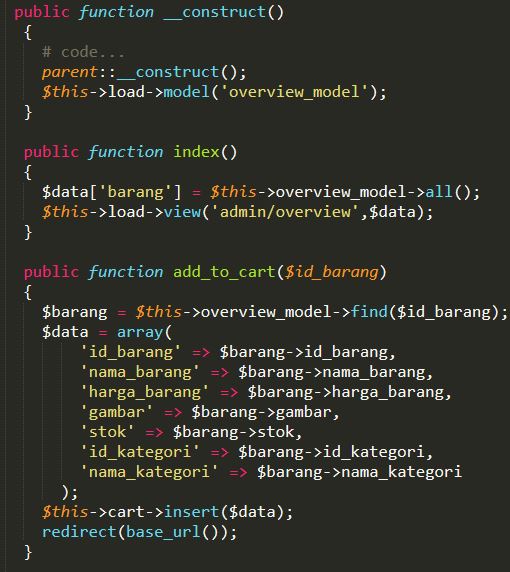 public function __construct()
{
# code...
parent::__construct();
$this->load->model('overview_model');
}
public function index()
{
$data['barang'] = $this->overview_model->all();
$this->load->view('admin/overview',$data);
}
public function add_to_cart($id_barang)
{
$barang = $this->overview_model->find($id_barang);
$data = array(
'id_barang' => $barang->id_barang,
'nama_barang' => $barang->nama_barang,
'harga_barang' => $barang->harga_barang,
'gambar' => $barang->gambar,
'stok' => $barang->stok,
'id_kategori' => $barang->id_kategori,
'nama_kategori' => $barang->nama_kategori
);
$this->cart->insert($data);
redirect(base_url());
}